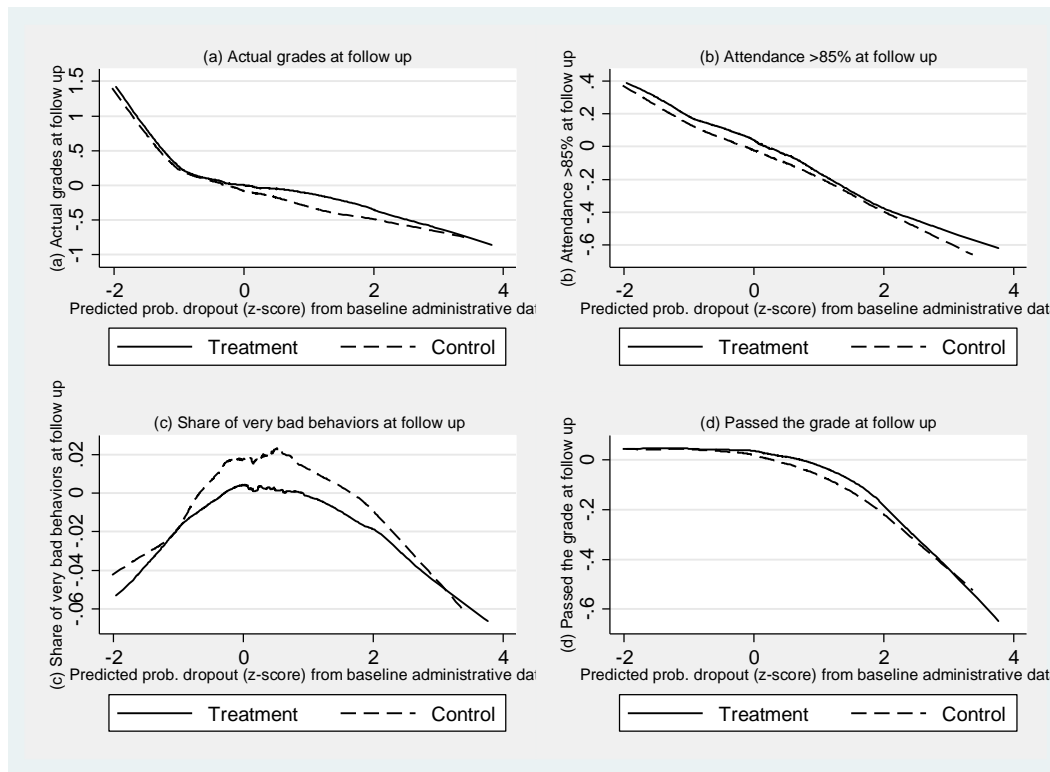 (a) Actual grades at follow up
(a) Actual grades at follow up
1.5
1
.5
0
-.5
-1
-2 0 2 4
Predicted prob. dropout (z-score) from baseline administrative dat
Treatment Control
(b) Attendance >85% at follow up
(b) Attendance >85% at follow up
.4
.2
0
-.2
-.4
-.6
-2 0 2 4
Predicted prob. dropout (z-score) from baseline administrative dat
Treatment Control
(c) Share of very bad behaviors at follow up
(c) Share of very bad behaviors at follow up
.02
0
-.02
-.04
-.06
-2 0 2 4
Predicted prob. dropout (z-score) from baseline administrative dat
Treatment Control
(d) Passed the grade at follow up
(d) Passed the grade at follow up
0
-.2
-.4
-.6
-2 0 2 4
Predicted prob. dropout (z-score) from baseline administrative dat
Treatment Control